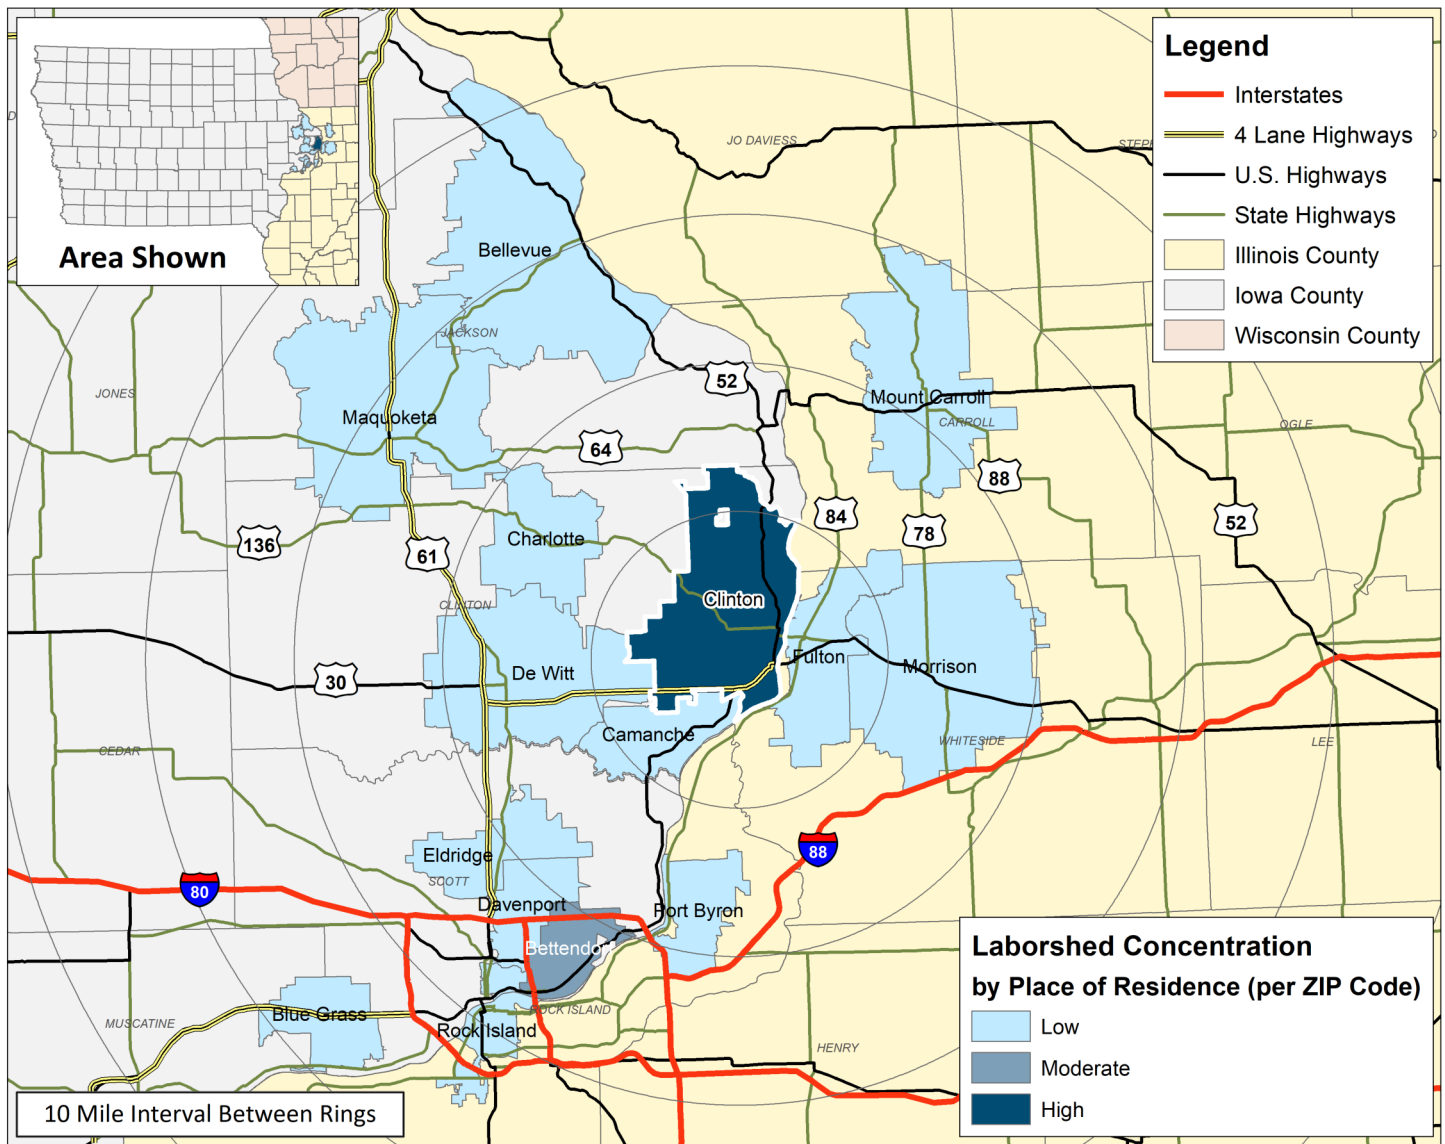 Area Shown
Legend
Interstates
4 Lane Highways
U.S. Highways
State Highways
Illinois County
Iowa County
Wisconsin County
JO DAVIESS
Bellevue
JACKSON
52
JONES
Mount Carroll
Maquoketa
CARROLL
OGLE
64
88
84
52
136
61
78
Charlotte
Clinton
CLINTON
Fulton
Morrison
De Witt
30
Camanche
WHITESIDE
LEE
CEDAR
88
Eldridge
SCOTT
80
Davenport
Port Byron
Bettendorf
ROCK ISLAND
Blue Grass
MUSCATINE
Rock Island
HENRY
Laborshed Concentration
by Place of Residence (per ZIP Code)
Low
Moderate
High
10 Mile Interval Between Rings